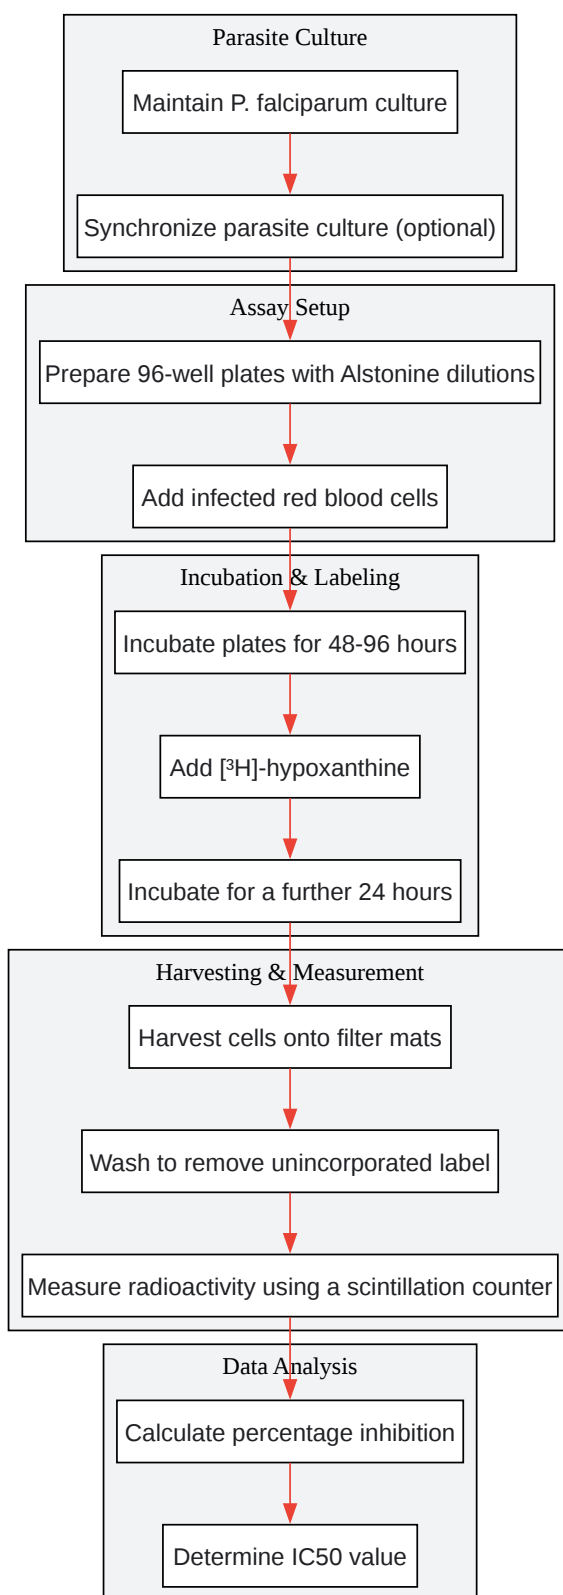 Parasite Culture
Maintain P. falciparum culture
Synchronize parasite culture (optional)
Assay Setup
Prepare 96-well plates with Alstonine dilutions
Add infected red blood cells
Incubation & Labeling
Incubate plates for 48-96 hours
Add [³H]-hypoxanthine
Incubate for a further 24 hours
Harvesting & Measurement
Harvest cells onto filter mats
Wash to remove unincorporated label
Measure radioactivity using a scintillation counter
Data Analysis
Calculate percentage inhibition
Determine IC50 value